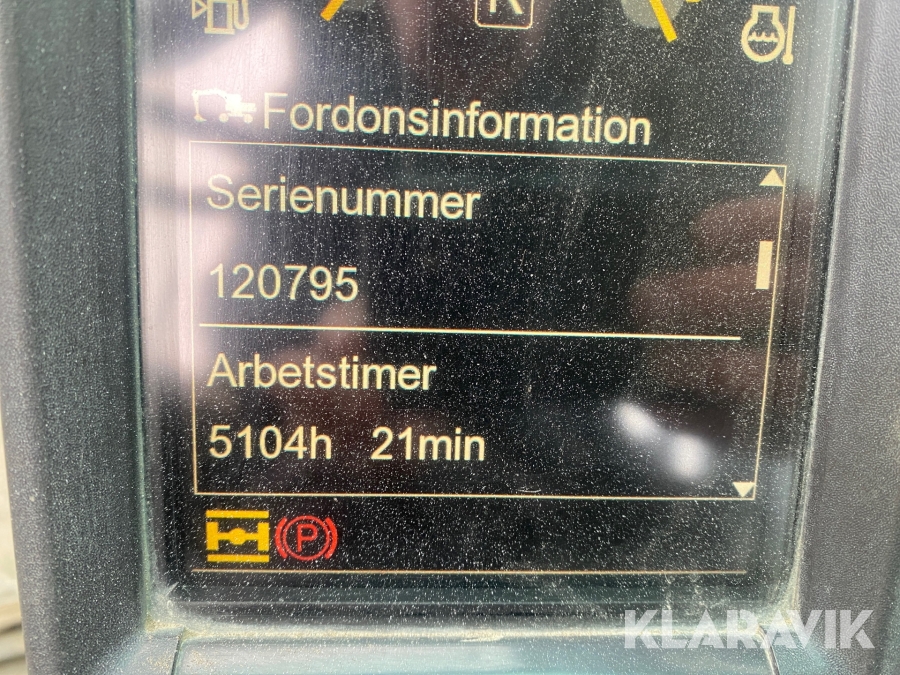 Fordonsinformation
Serienummer
120795
Arbetstimer
5104h 21min
P
KLARAVIK